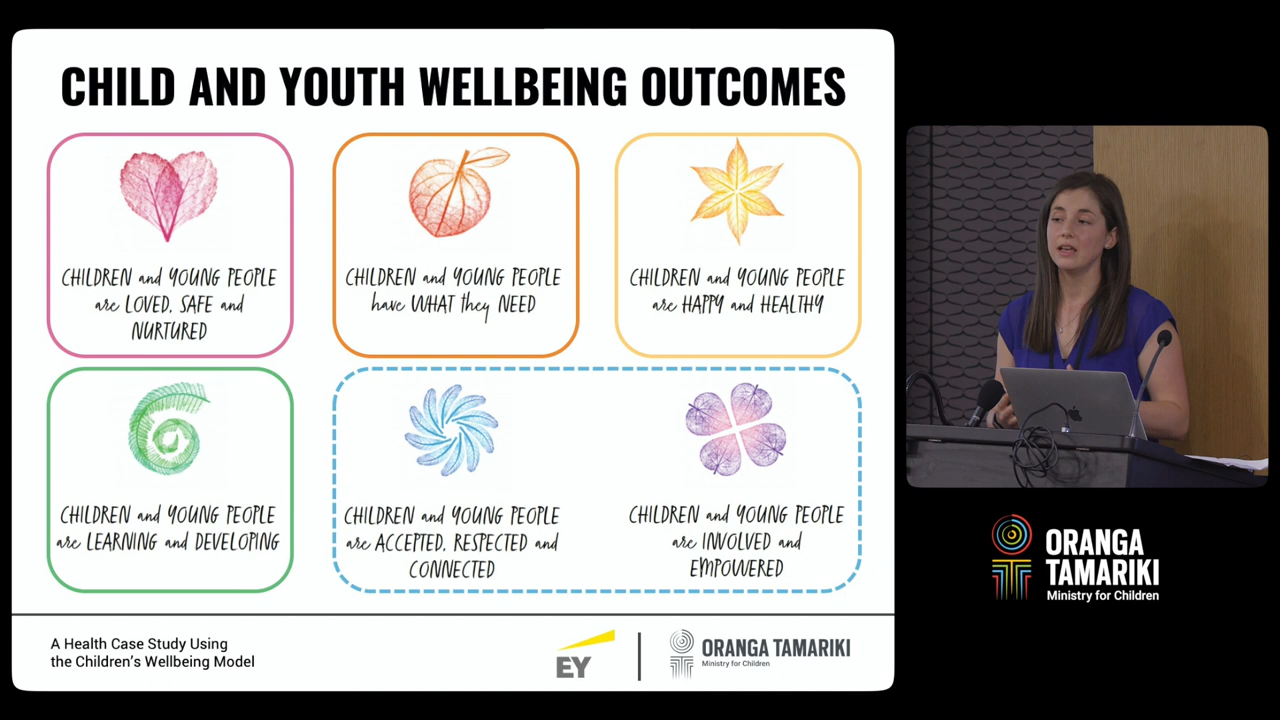 CHILD AND YOUTH WELLBEING OUTCOMES
CHILDREN and YOUNG PEOPLE
are LOVED, SAFE and
NURTURED
CHILDREN and YOUNG PEOPLE
have WHAT they NEED
CHILDREN and YOUNG PEOPLE
are HAPPY and HEALTHY
CHILDREN and YOUNG PEOPLE
are LEARNING and DEVELOPING
CHILDREN and YOUNG PEOPLE
are ACCEPTED, RESPECTED and
CONNECTED
CHILDREN and YOUNG PEOPLE
are INVOLVED and
EMPOWERED
A Health Case Study Using
the Children's Wellbeing Model
EY
ORANGA TAMARIKI
Ministry for Children
ORANGA
TAMARIKI
Ministry for Children